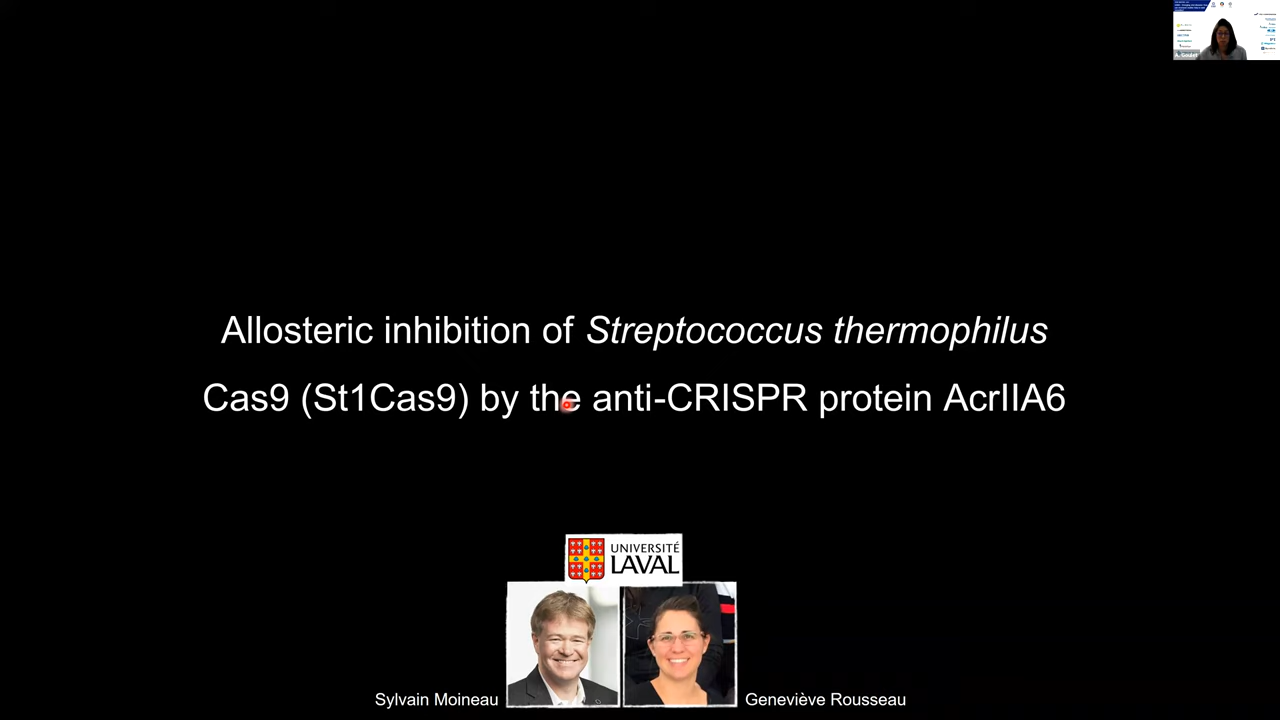 A. Goulet
Allosteric inhibition of Streptococcus thermophilus
Cas9 (St1Cas9) by the anti-CRISPR protein AcrIIA6
UNIVERSITÉ
LAVAL
Sylvain Moineau
Geneviève Rousseau